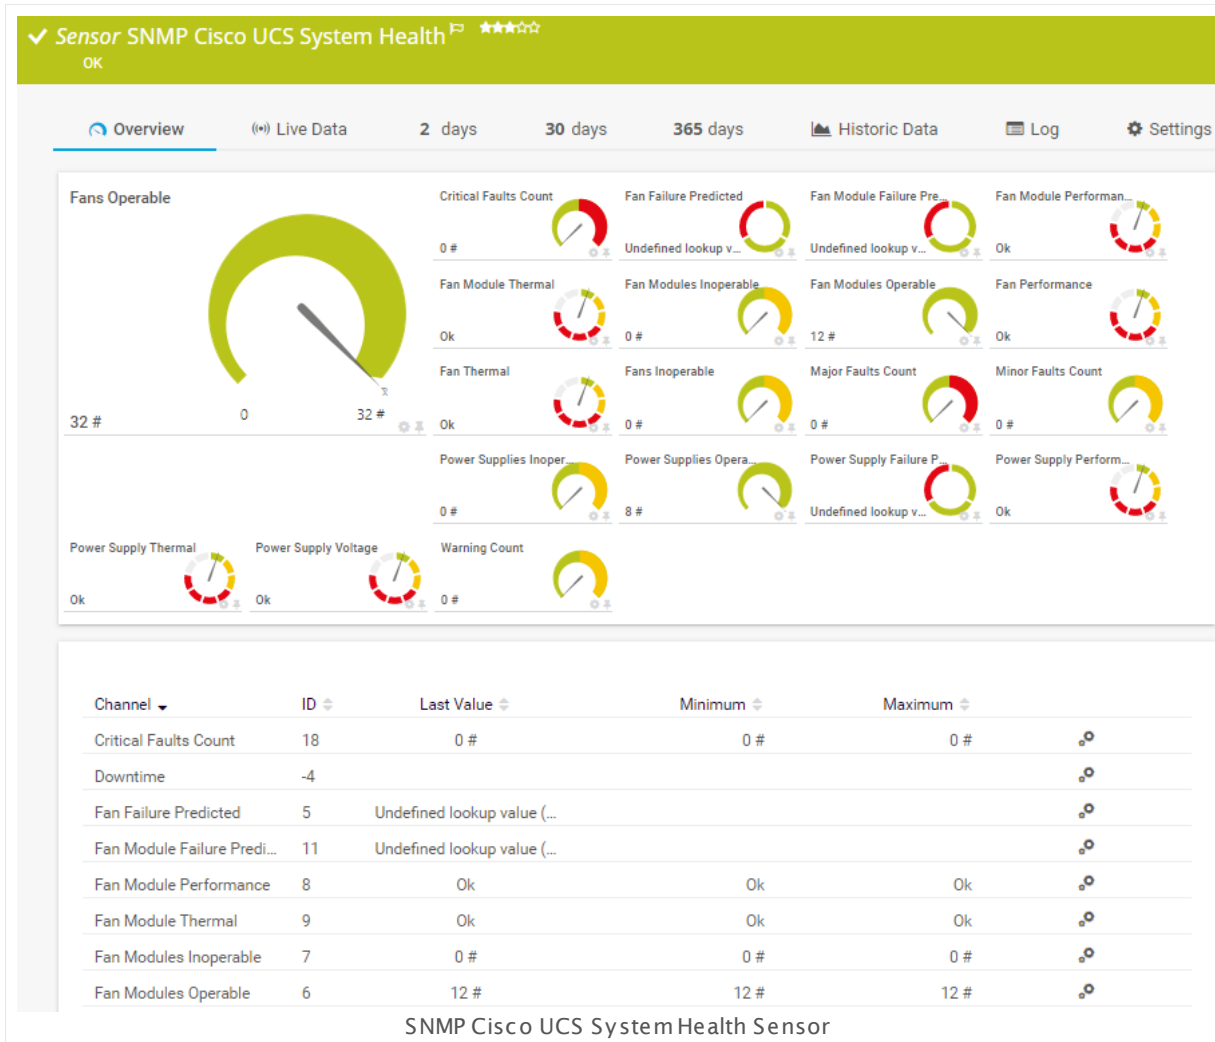 Sensor SNMP Cisco UCS System Health
OK
Overview
Live Data
2 days
30 days
365 days
Historic Data
Log
Settings
Fans Operable
32 #
0
32 #
Critical Faults Count
0 #
Fan Failure Predicted
Undefined lookup v...
Fan Module Failure Pre...
Undefined lookup v...
Fan Module Performan...
Ok
Fan Module Thermal
Ok
Fan Modules Inoperable
0 #
Fan Modules Operable
12 #
Fan Performance
Ok
Fan Thermal
Ok
Fans Inoperable
0 #
Major Faults Count
0 #
Minor Faults Count
0 #
Power Supplies Inoper...
0 #
Power Supplies Opera...
8 #
Power Supply Failure P...
Undefined lookup v...
Power Supply Perform...
Ok
Power Supply Thermal
Ok
Power Supply Voltage
Ok
Warning Count
0 #
Channel ID Last Value Minimum Maximum
Critical Faults Count 18 0 # 0 # 0 #
Downtime -4
Fan Failure Predicted 5 Undefined lookup value (...
Fan Module Failure Predi... 11 Undefined lookup value (...
Fan Module Performance 8 Ok Ok Ok
Fan Module Thermal 9 Ok Ok Ok
Fan Modules Inoperable 7 0 # 0 # 0 #
Fan Modules Operable 6 12 # 12 # 12 #
SNMP Cisco UCS System Health Sensor